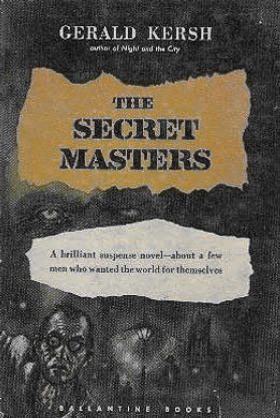 GERALD KERSH
author of Night and the City
THE
SECRET
MASTERS
A brilliant suspense novel—about a few
men who wanted the world for themselves
BALLANTINE BOOKS